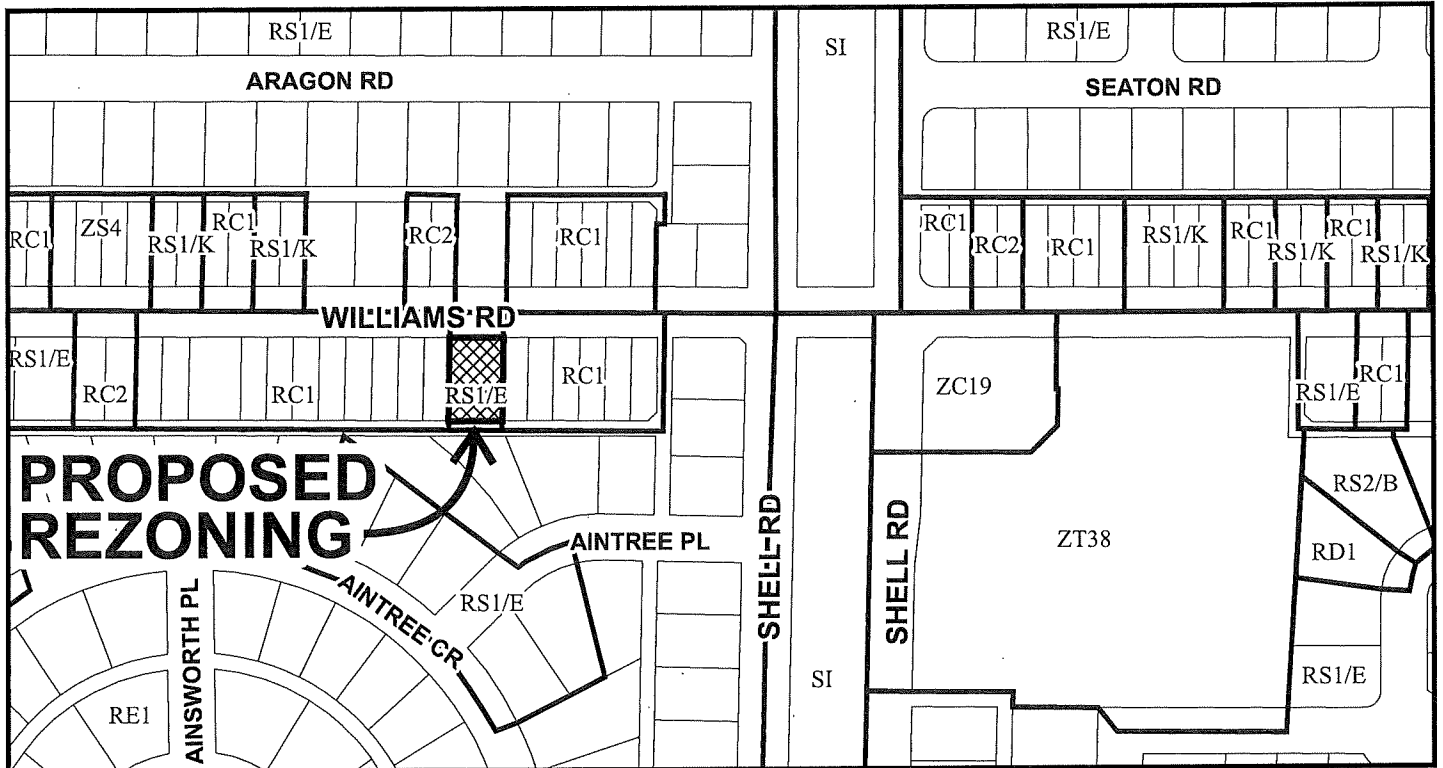 RS1/E
SI
RS1/E
ARAGON RD
SEATON RD
RC1
ZS4
RS1/K
RC1
RS1/K
RC2
RC1
RC1
RC2
RC1
RS1/K
RC1
RS1/K
RC1
RS1/K
WILLIAMS RD
RS1/E
RC2
RC1
RS1/E
RC1
ZC19
RS1/E
RC1
PROPOSED
REZONING
RS2/B
AINTREE PL
SHELL RD
SHELL RD
ZT38
RD1
AINSWORTH PL
AINTREE CR
RS1/E
RE1
SI
RS1/E